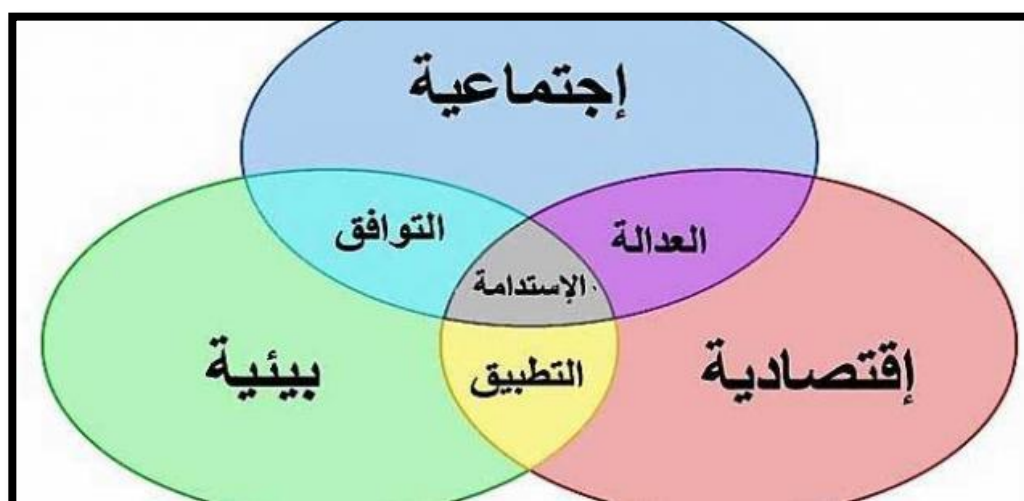 إجتماعية
العدالة
التوافق
الإستدامة
إقتصادية
التطبيق
بيئية